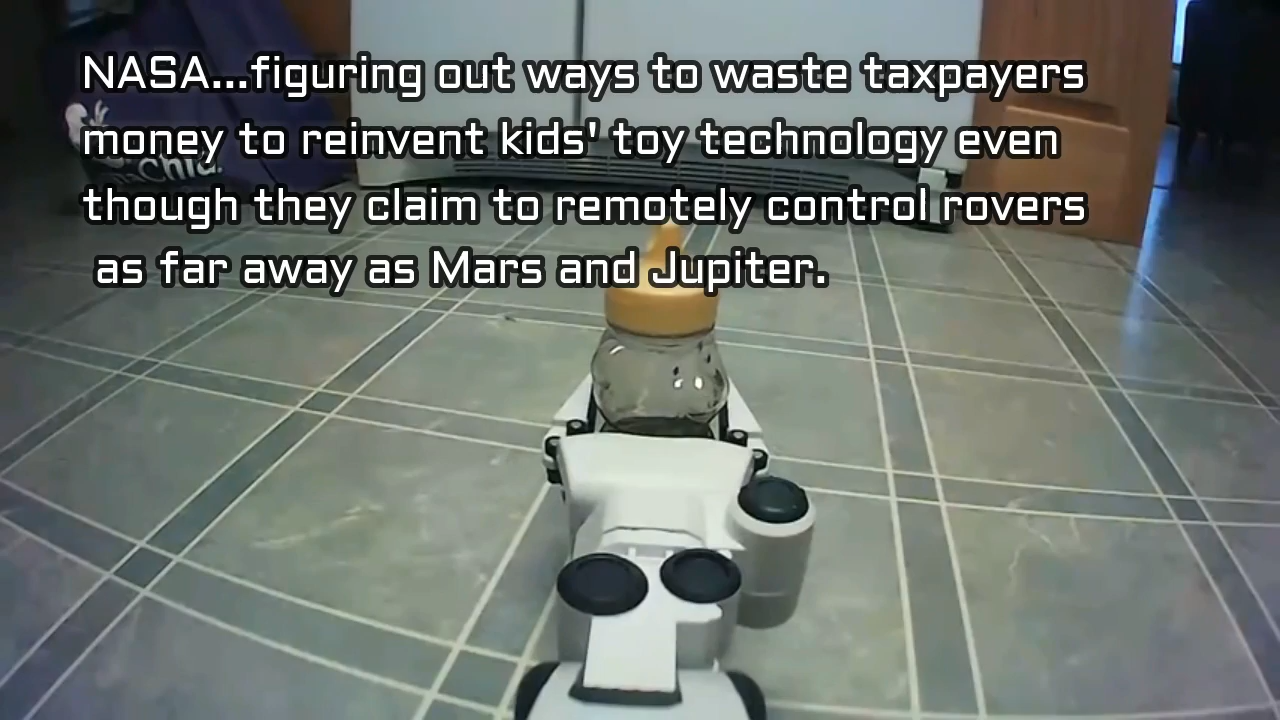 NASA...figuring out ways to waste taxpayers
money to reinvent kids' toy technology even
though they claim to remotely control rovers
as far away as Mars and Jupiter.